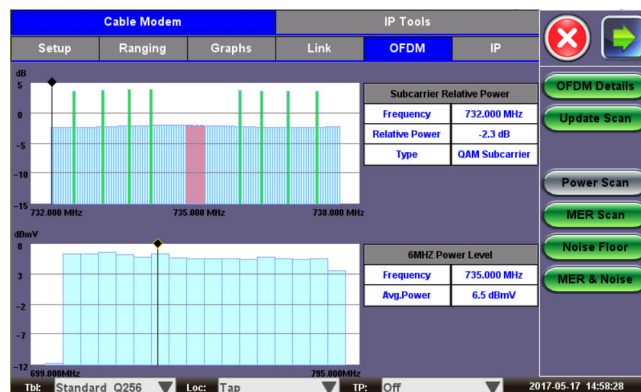 Cable Modem IP Tools
Setup Ranging Graphs Link OFDM IP
dB
5
0
-5
-10
-15
732.000 MHz 735.000 MHz 738.000 MHz
Subcarrier Relative Power
Frequency 732.000 MHz
Relative Power -2.3 dB
Type QAM Subcarrier
dBmV
8
3
-2
-7
-12
699.000MHz 795.000MHz
6MHZ Power Level
Frequency 735.000 MHz
Avg.Power 6.5 dBmV
OFDM Details
Update Scan
Power Scan
MER Scan
Noise Floor
MER & Noise
Tbl: Standard_Q256 Loc: Tap TP: Off 2017-05-17 14:58:28